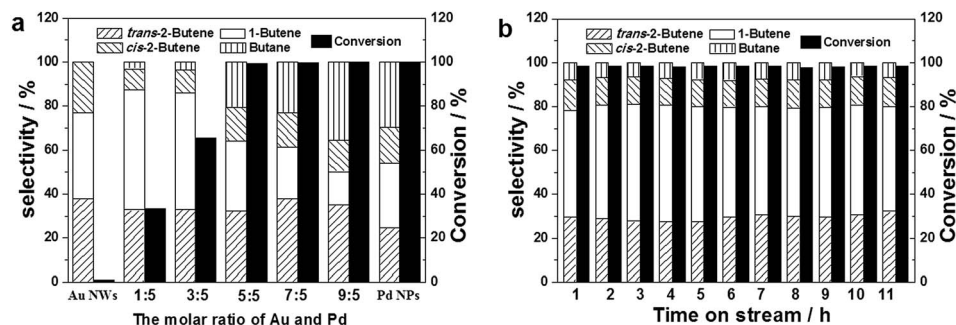 a
trans-2-Butene 1-Butene
cis-2-Butene Butane Conversion
selectivity / %
120
100
80
60
40
20
0
120
100
80
60
40
20
0
Conversion / %
Au NWs 1:5 3:5 5:5 7:5 9:5 Pd NPs
The molar ratio of Au and Pd
b
trans-2-Butene 1-Butene
cis-2-Butene Butane Conversion
selectivity / %
120
100
80
60
40
20
0
120
100
80
60
40
20
0
Conversion / %
1 2 3 4 5 6 7 8 9 10 11
Time on stream / h